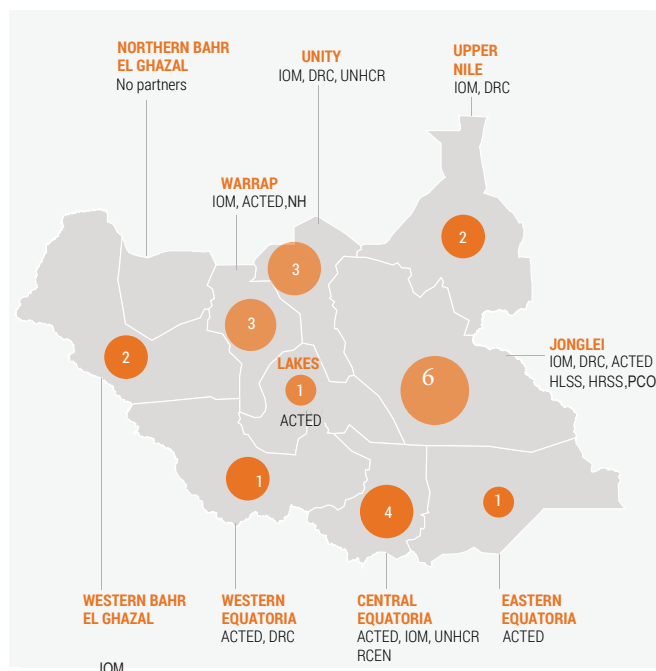 NORTHERN BAHR
EL GHAZAL
No partners
UNITY
IOM, DRC, UNHCR
UPPER
NILE
IOM, DRC
WARRAP
IOM, ACTED,NH
2
3
3
2
JONGLEI
IOM, DRC, ACTED
HLSS, HRSS,PCO
6
LAKES
1
ACTED
1
4
1
WESTERN BAHR
EL GHAZAL
IOM
WESTERN
EQUATORIA
ACTED, DRC
CENTRAL
EQUATORIA
ACTED, IOM, UNHCR
RCEN
EASTERN
EQUATORIA
ACTED